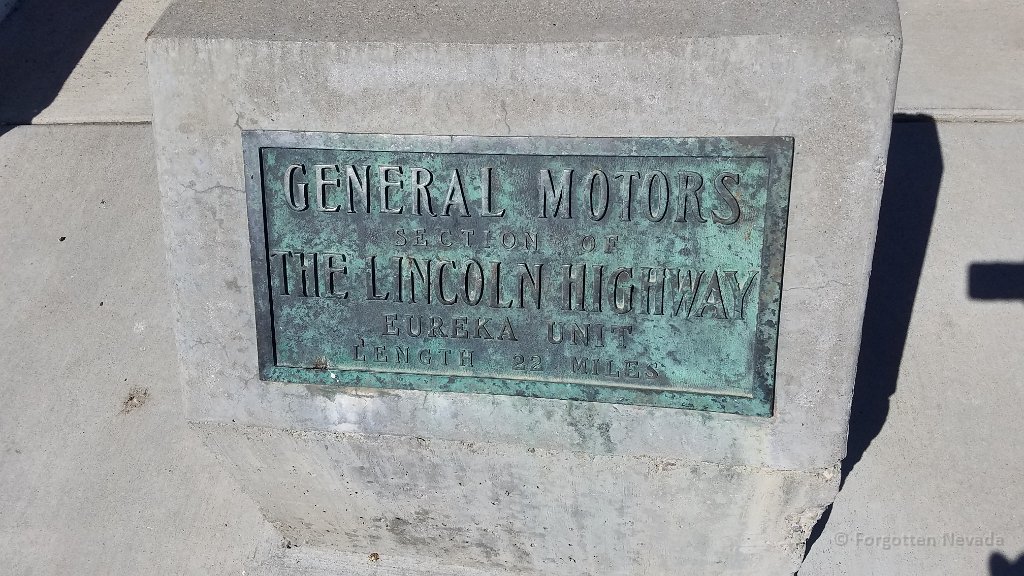 GENERAL MOTORS
SECTION OF
THE LINCOLN HIGHWAY
EUREKA UNIT
LENGTH 22 MILES
© Forgotten Nevada